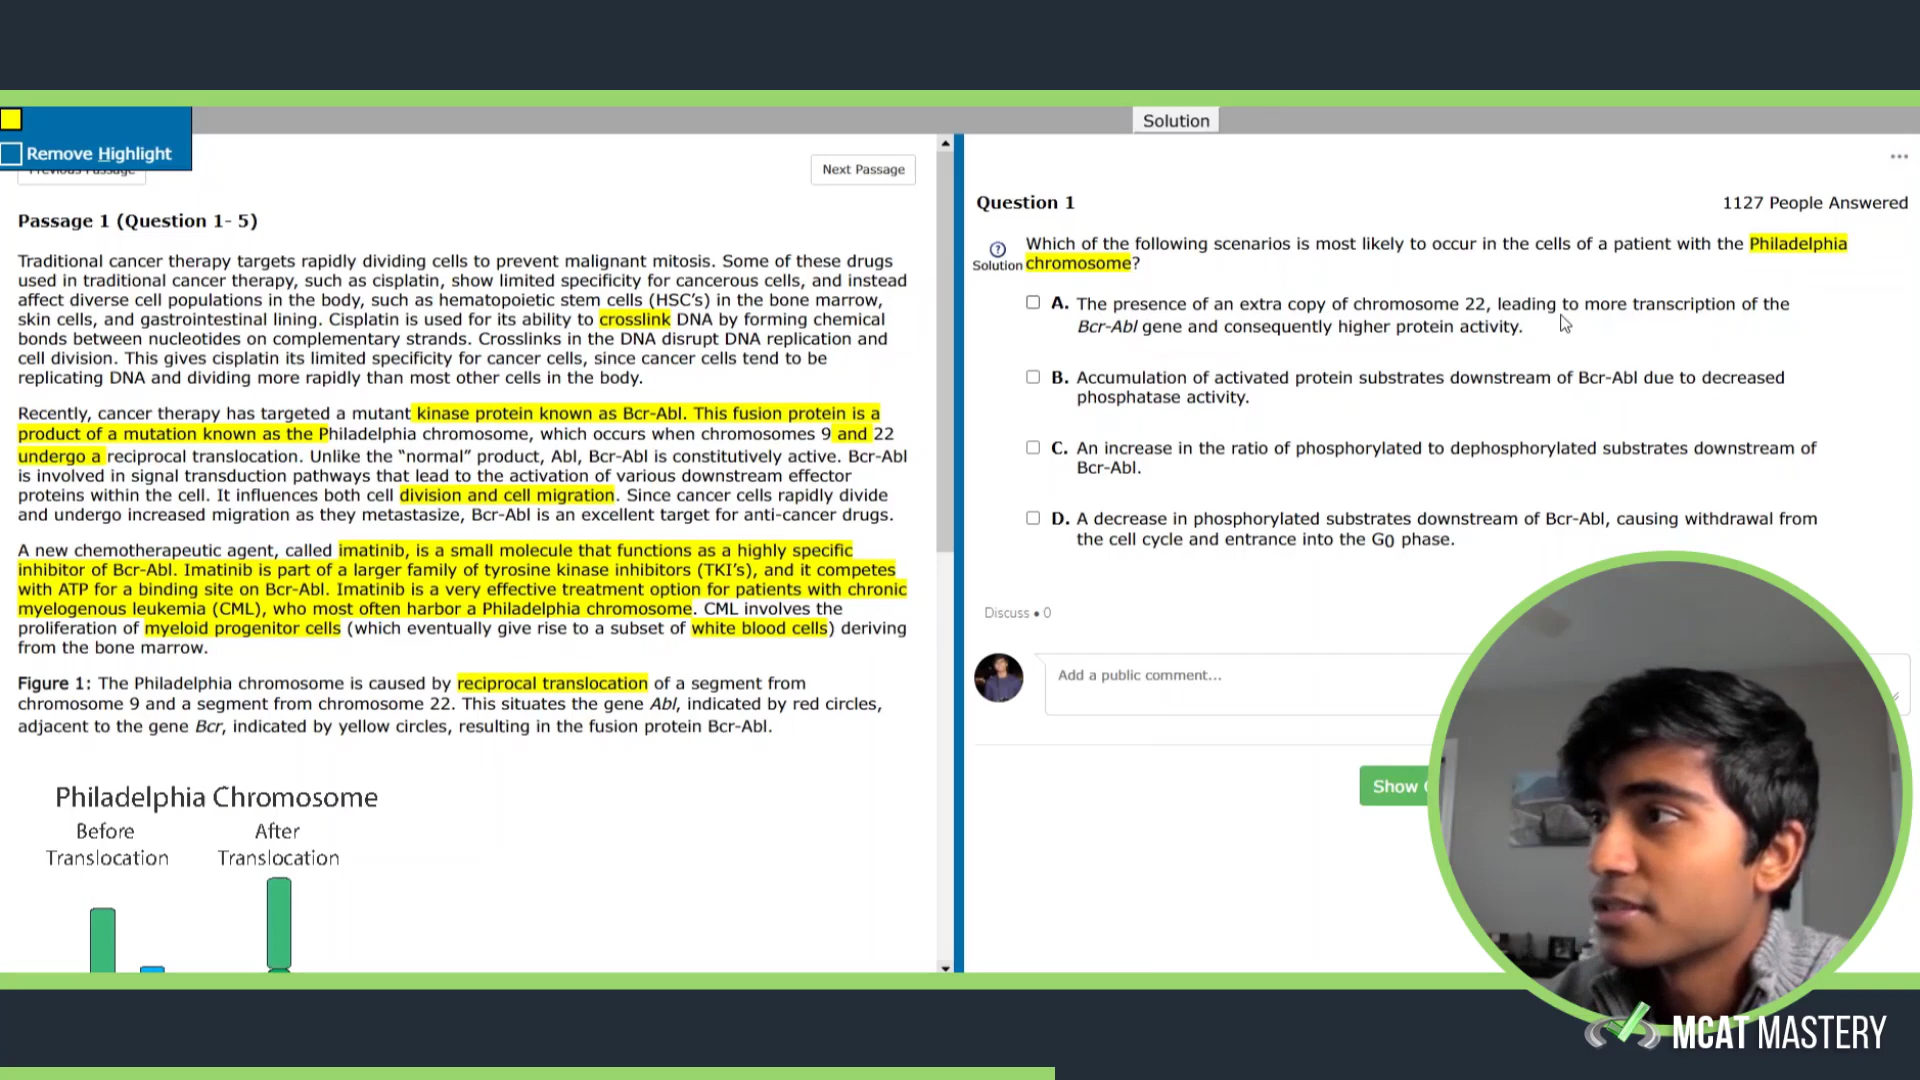 Solution
Remove Highlight
Next Passage
Previous Passage
Passage 1 (Question 1- 5)
Traditional cancer therapy targets rapidly dividing cells to prevent malignant mitosis. Some of these drugs
used in traditional cancer therapy, such as cisplatin, show limited specificity for cancerous cells, and instead
affect diverse cell populations in the body, such as hematopoietic stem cells (HSC's) in the bone marrow,
skin cells, and gastrointestinal lining. Cisplatin is used for its ability to crosslink DNA by forming chemical
bonds between nucleotides on complementary strands. Crosslinks in the DNA disrupt DNA replication and
cell division. This gives cisplatin its limited specificity for cancer cells, since cancer cells tend to be
replicating DNA and dividing more rapidly than most other cells in the body.
Recently, cancer therapy has targeted a mutant kinase protein known as Bcr-Abl. This fusion protein is a
product of a mutation known as the Philadelphia chromosome, which occurs when chromosomes 9 and 22
undergo a reciprocal translocation. Unlike the “normal” product, Abl, Bcr-Abl is constitutively active. Bcr-Abl
is involved in signal transduction pathways that lead to the activation of various downstream effector
proteins within the cell. It influences both cell division and cell migration. Since cancer cells rapidly divide
and undergo increased migration as they metastasize, Bcr-Abl is an excellent target for anti-cancer drugs.
A new chemotherapeutic agent, called imatinib, is a small molecule that functions as a highly specific
inhibitor of Bcr-Abl. Imatinib is part of a larger family of tyrosine kinase inhibitors (TKI's), and it competes
with ATP for a binding site on Bcr-Abl. Imatinib is a very effective treatment option for patients with chronic
myelogenous leukemia (CML), who most often harbor a Philadelphia chromosome. CML involves the
proliferation of myeloid progenitor cells (which eventually give rise to a subset of white blood cells) deriving
from the bone marrow.
Figure 1: The Philadelphia chromosome is caused by reciprocal translocation of a segment from
chromosome 9 and a segment from chromosome 22. This situates the gene Abl, indicated by red circles,
adjacent to the gene Bcr, indicated by yellow circles, resulting in the fusion protein Bcr-Abl.
Philadelphia Chromosome
Before After
Translocation Translocation
Question 1
1127 People Answered
Solution
Which of the following scenarios is most likely to occur in the cells of a patient with the Philadelphia
chromosome?
A. The presence of an extra copy of chromosome 22, leading to more transcription of the
Bcr-Abl gene and consequently higher protein activity.
B. Accumulation of activated protein substrates downstream of Bcr-Abl due to decreased
phosphatase activity.
C. An increase in the ratio of phosphorylated to dephosphorylated substrates downstream of
Bcr-Abl.
D. A decrease in phosphorylated substrates downstream of Bcr-Abl, causing withdrawal from
the cell cycle and entrance into the G0 phase.
Discuss • 0
Add a public comment...
Show
MCAT MASTERY